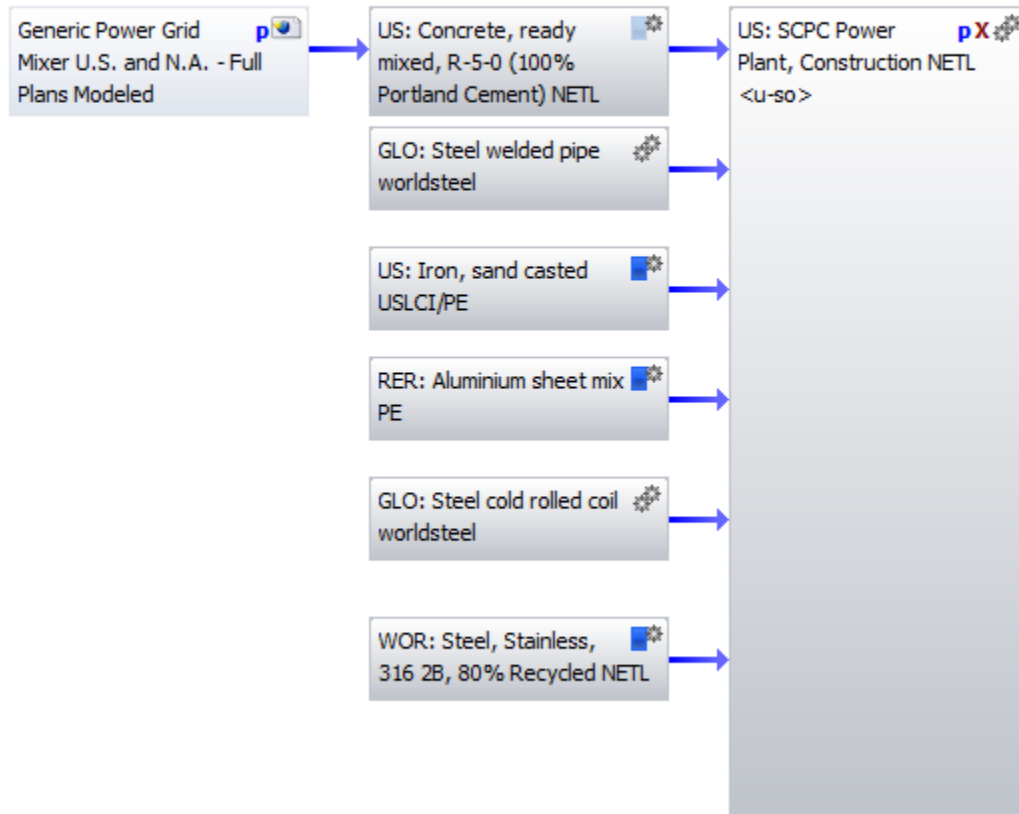 Generic Power Grid p
Mixer U.S. and N.A. - Full
Plans Modeled
US: Concrete, ready
mixed, R-5-0 (100%
Portland Cement) NETL
US: SCPC Power p X
Plant, Construction NETL
<u-so>
GLO: Steel welded pipe
worldsteel
US: Iron, sand casted
USLCI/PE
RER: Aluminium sheet mix
PE
GLO: Steel cold rolled coil
worldsteel
WOR: Steel, Stainless,
316 2B, 80% Recycled NETL